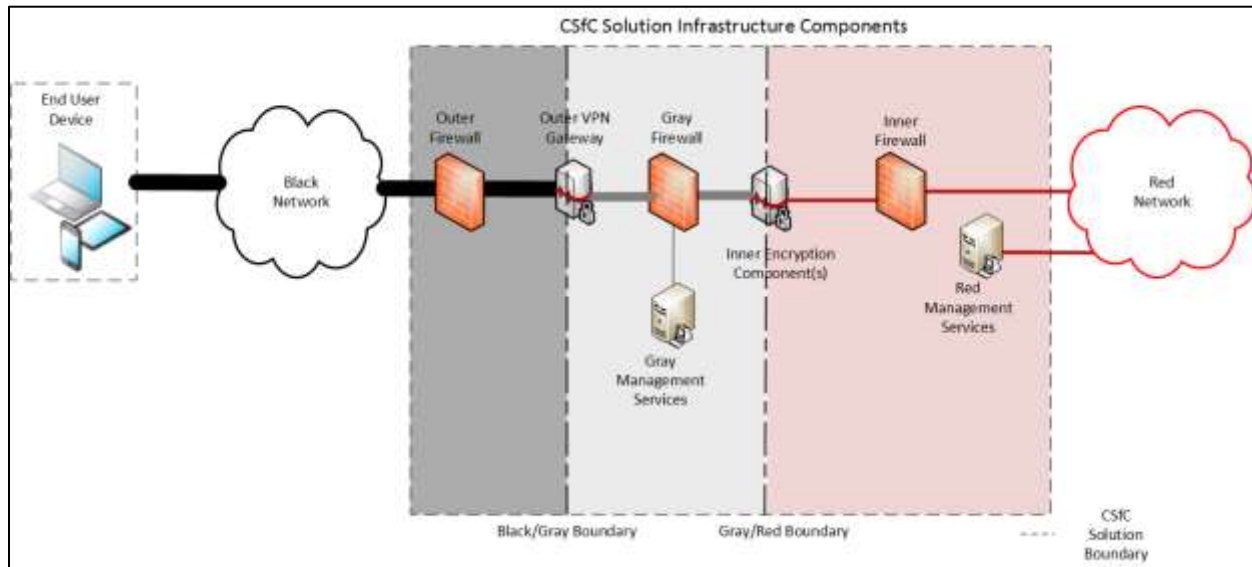 CSfC Solution Infrastructure Components
End User
Device
Black
Network
Outer
Firewall
Outer VPN
Gateway
Gray
Firewall
Gray
Management
Services
Inner Encryption
Component(s)
Inner
Firewall
Red
Management
Services
Red
Network
Black/Gray Boundary
Gray/Red Boundary
CSfC
Solution
Boundary